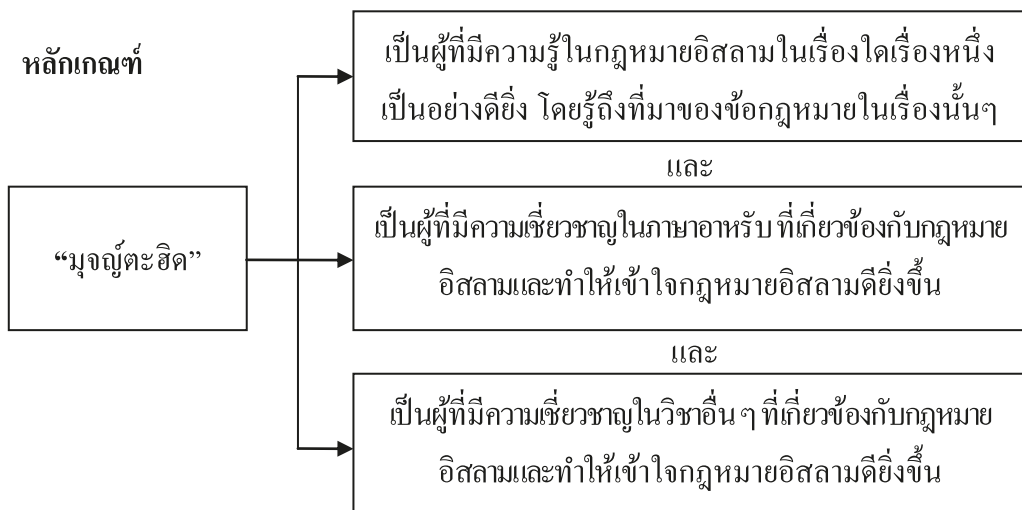 หลักเกณฑ์
เป็นผู้ที่มีความรู้ในกฎหมายอิสลามในเรื่องใดเรื่องหนึ่ง
เป็นอย่างดียิ่ง โดยรู้ถึงที่มาของข้อกฎหมายในเรื่องนั้นๆ
และ
“มุจญ์ตะฮิด”
เป็นผู้ที่มีความเชี่ยวชาญในภาษาอาหรับ ที่เกี่ยวข้องกับกฎหมาย
อิสลามและทำให้เข้าใจกฎหมายอิสลามดียิ่งขึ้น
และ
เป็นผู้ที่มีความเชี่ยวชาญในวิชาอื่น ๆ ที่เกี่ยวข้องกับกฎหมาย
อิสลามและทำให้เข้าใจกฎหมายอิสลามดียิ่งขึ้น